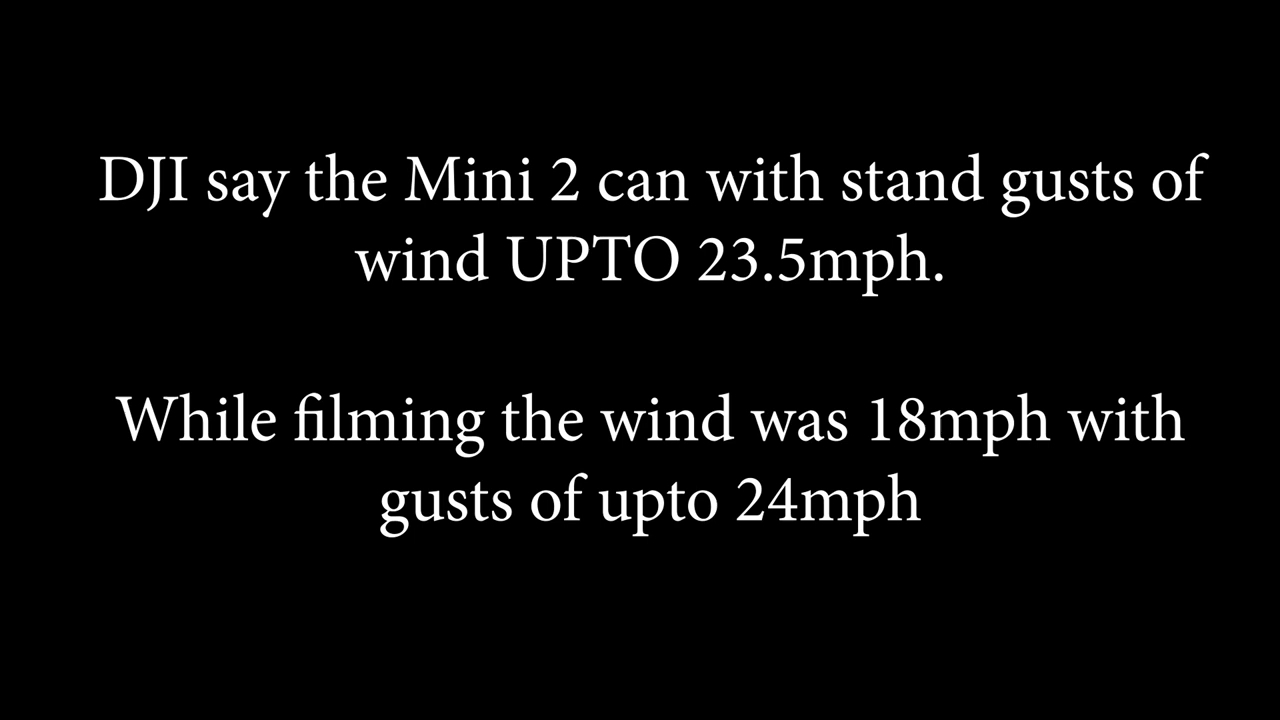 DJI say the Mini 2 can with stand gusts of
wind UPTO 23.5mph.
While filming the wind was 18mph with
gusts of upto 24mph